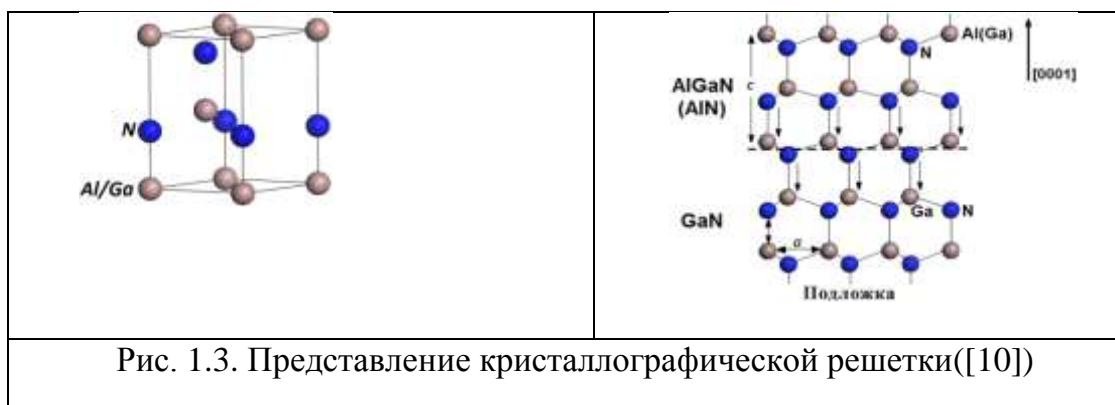 N
Al/Ga
Al(Ga)
N
[0001]
AlGaN
(AlN)
c
Ga
N
GaN
a
Подложка
Рис. 1.3. Представление кристаллографической решетки([10])